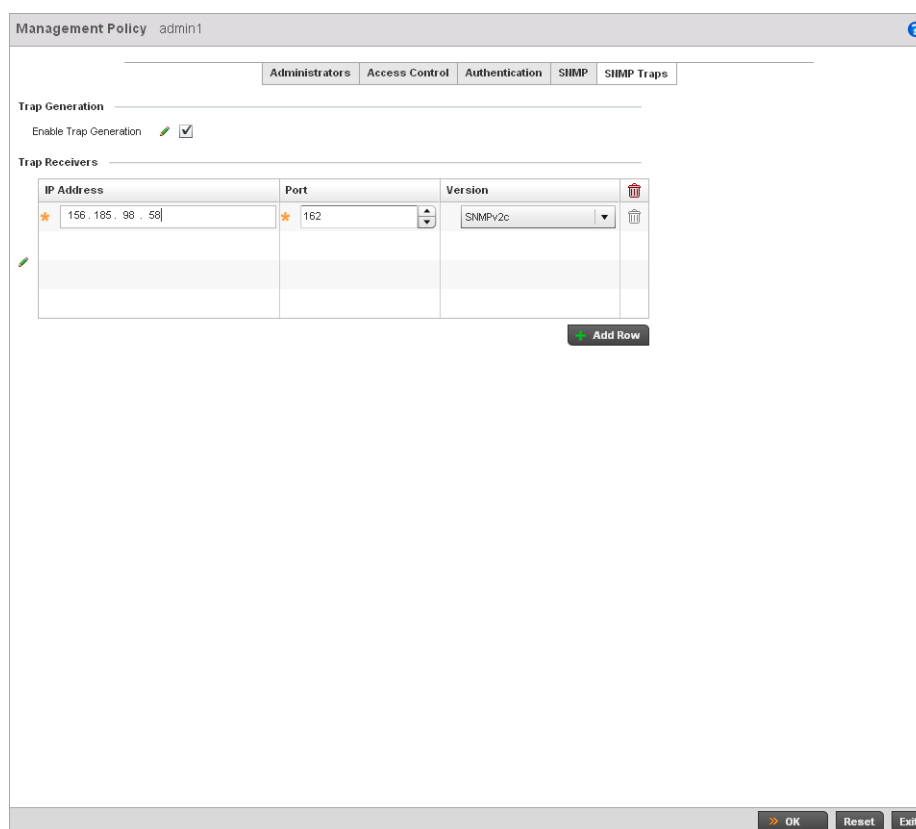 Management Policy admin1
?
Administrators Access Control Authentication SNMP SNMP Traps
Trap Generation
Enable Trap Generation
Trap Receivers
IP Address Port Version
* 156 . 185 . 98 . 58 * 162 SNMPv2c
+ Add Row
>> OK Reset Exit